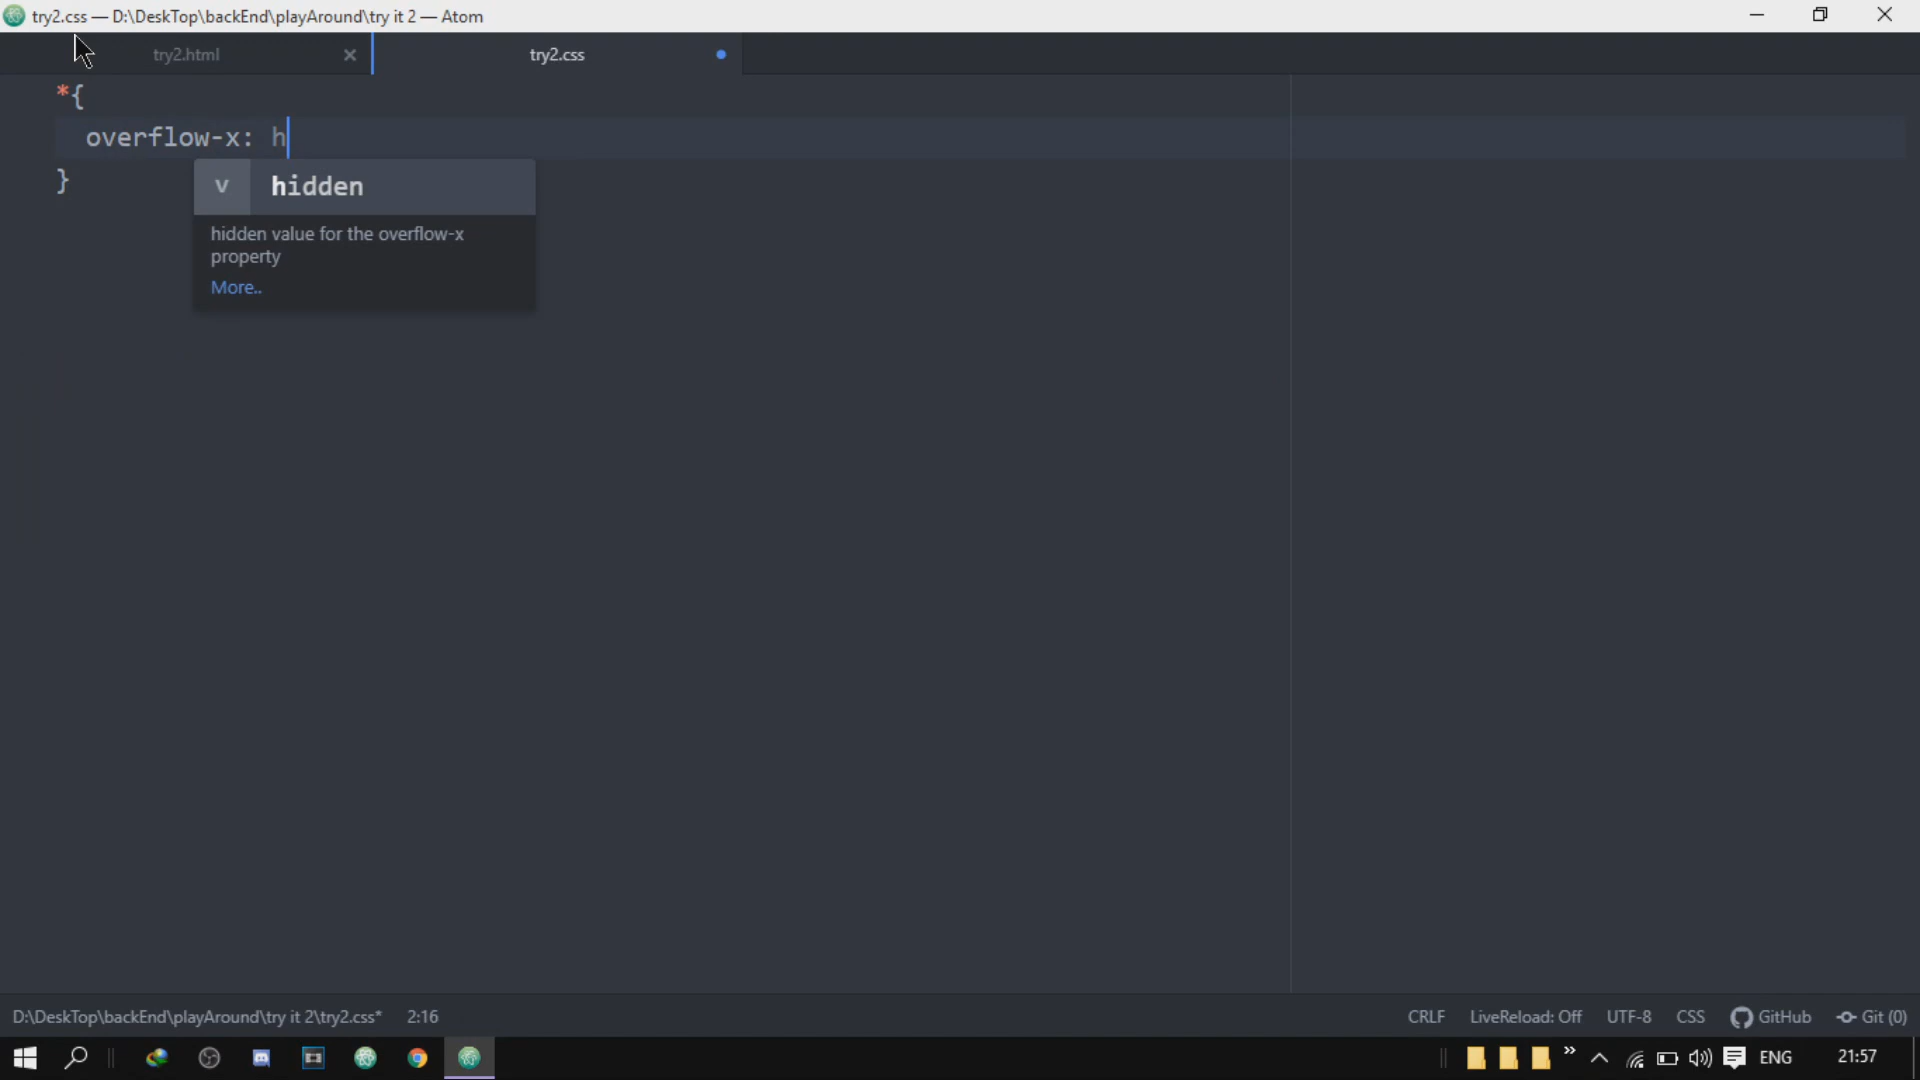 try2.css — D:\DeskTop\backEnd\playAround\try it 2 — Atom
try2.html
try2.css
*{
overflow-x: h
}
v hidden
hidden value for the overflow-x
property
More..
D:\DeskTop\backEnd\playAround\try it 2\try2.css* 2:16 CRLF LiveReload: Off UTF-8 CSS GitHub Git (0)
ENG 21:57